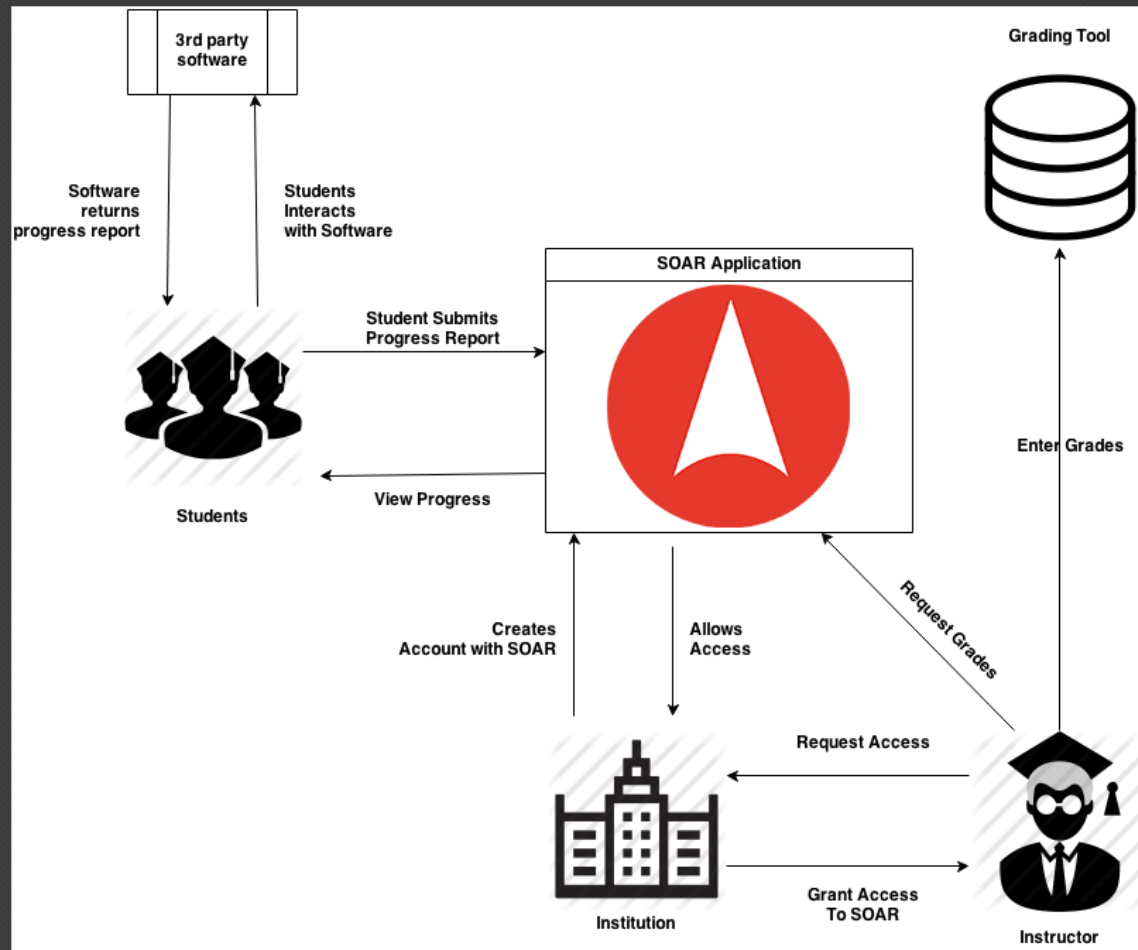 3rd party
software
Grading Tool
Software
returns
progress report
Students
Interacts
with Software
SOAR Application
Student Submits
Progress Report
Enter Grades
View Progress
Students
Request Grades
Creates
Account with SOAR
Allows
Access
Request Access
Grant Access
To SOAR
Institution
Instructor